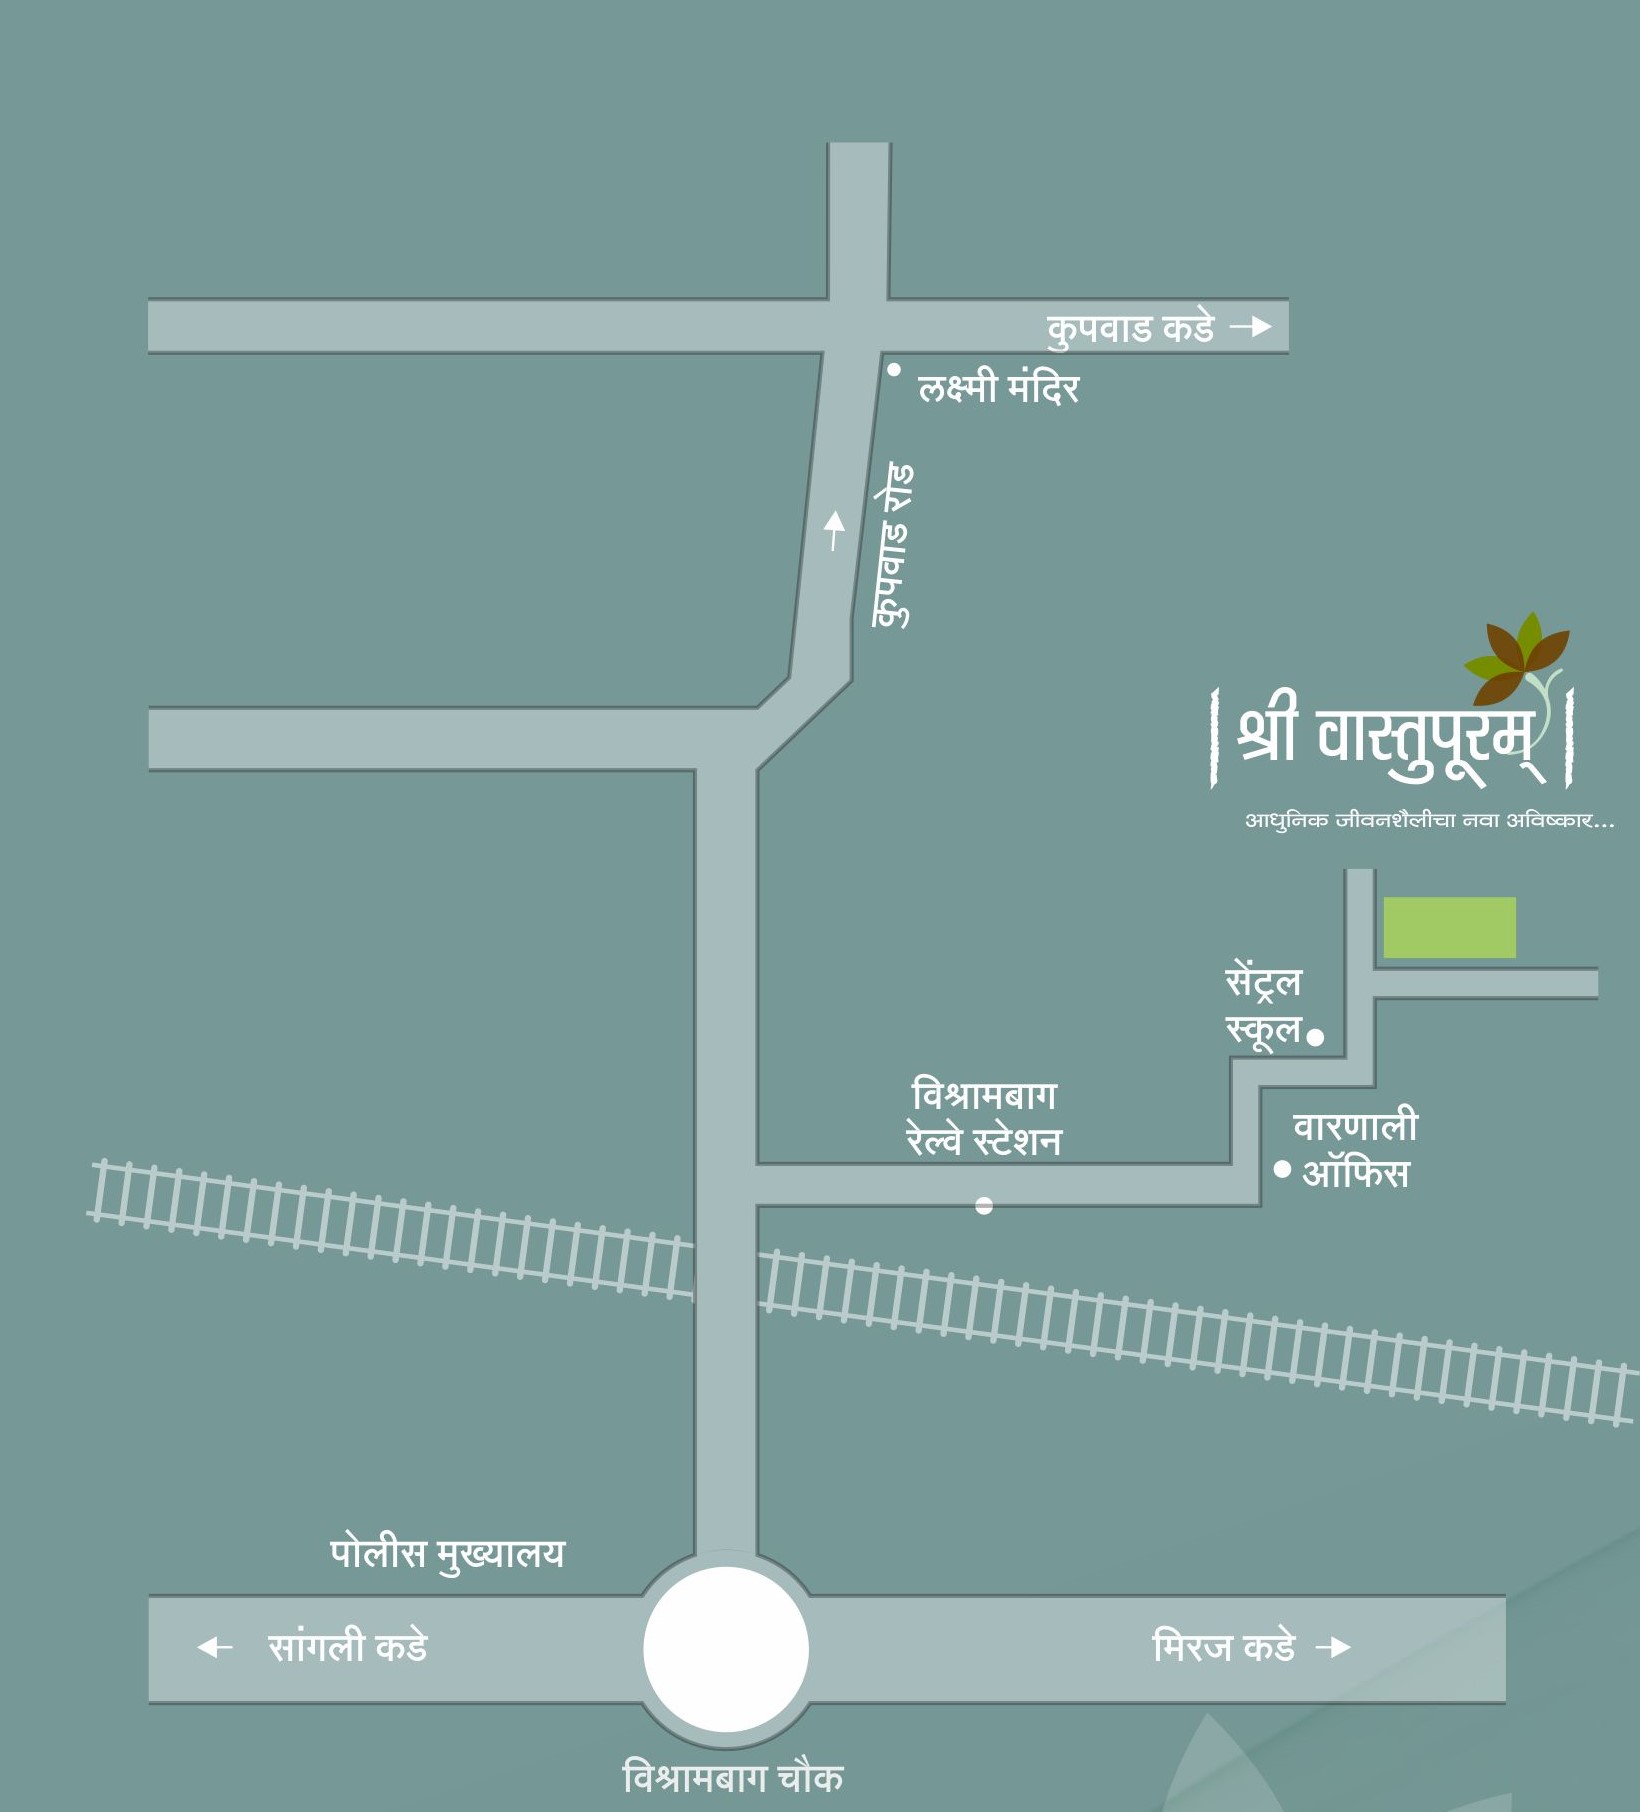 कुपवाड कडे
लक्ष्मी मंदिर
कुपवाड रोड
श्री वास्तुपूरम्
आधुनिक जीवनशैलीचा नवा अविष्कार...
सेंट्रल
स्कूल
विश्रामबाग
रेल्वे स्टेशन
वारणाली
ऑफिस
पोलीस मुख्यालय
सांगली कडे
मिरज कडे
विश्रामबाग चौक